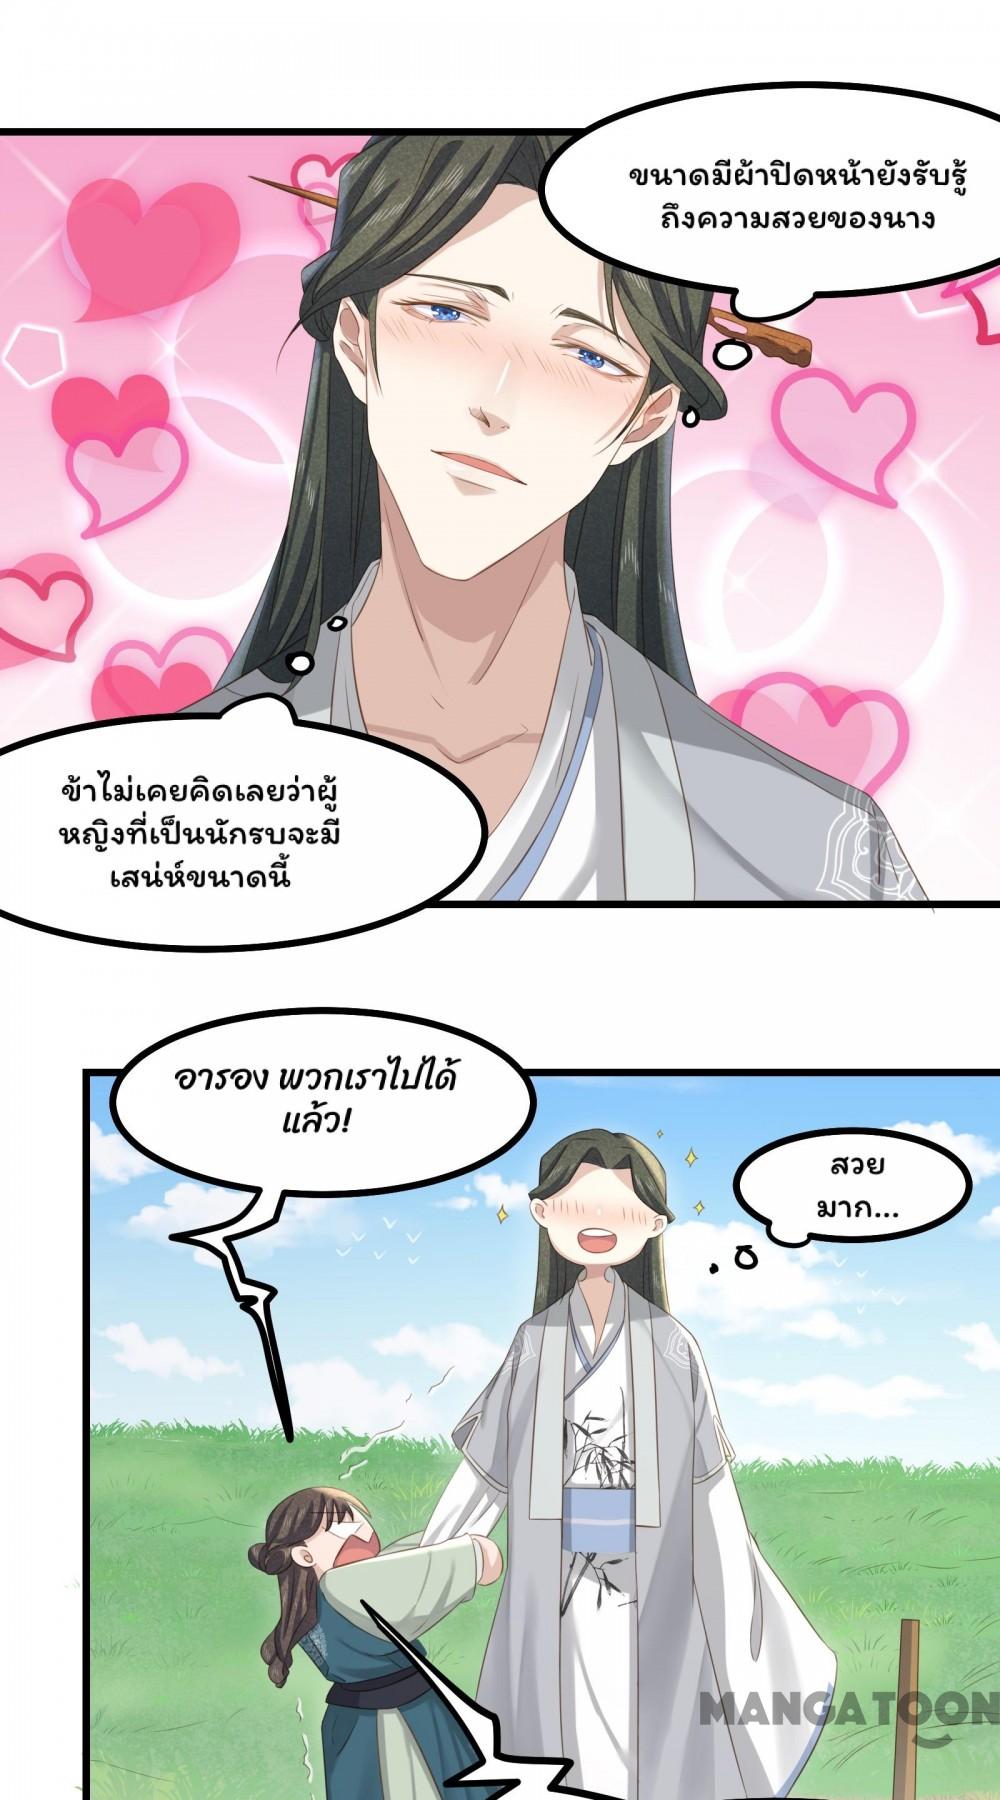 ขนาดมีผ้าปิดหน้ายังรับรู้
ถึงความสวยของนาง
ข้าไม่เคยคิดเลยว่าผู้
หญิงที่เป็นนักรบจะมี
เสน่ห์ขนาดนี้
อารอง พวกเราไปได้
แล้ว!
สวย
มาก...
MANGATOON